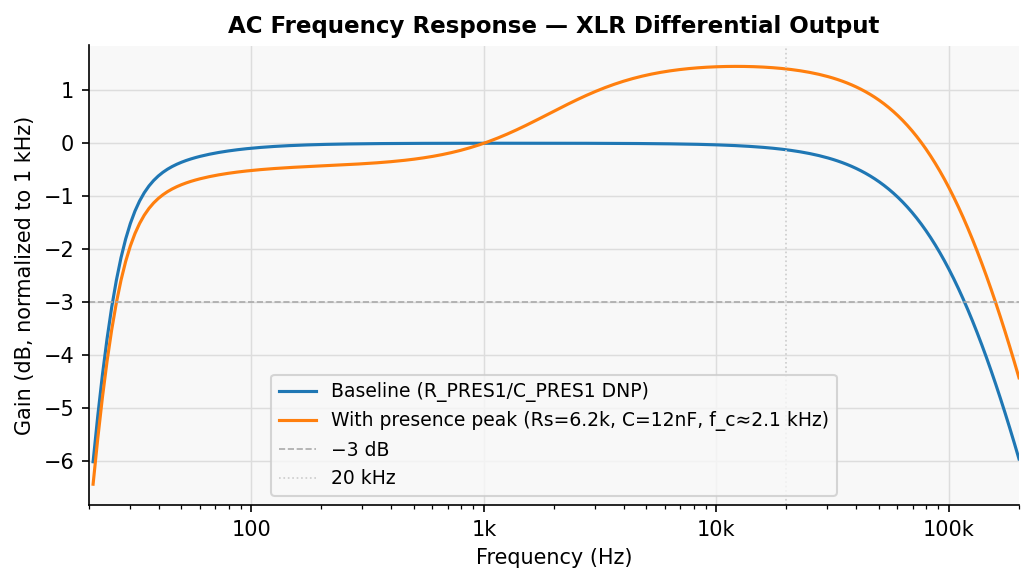 AC Frequency Response — XLR Differential Output
Gain (dB, normalized to 1 kHz)
1
0
−1
−2
−3
−4
−5
−6
Baseline (R_PRES1/C_PRES1 DNP)
With presence peak (Rs=6.2k, C=12nF, f_c≈2.1 kHz)
−3 dB
20 kHz
100
1k
10k
100k
Frequency (Hz)